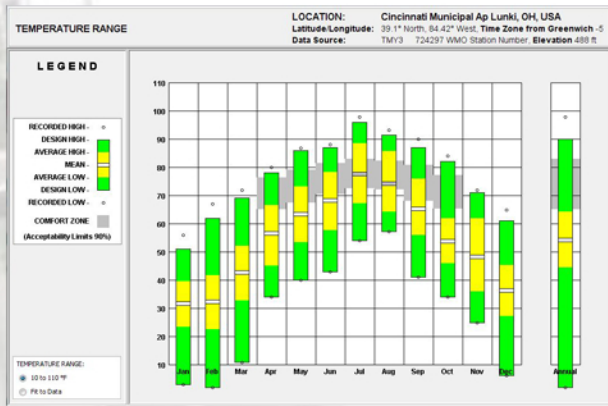 TEMPERATURE RANGE
LOCATION: Cincinnati Municipal Ap Lunki, OH, USA
Latitude/Longitude: 39.1° North, 84.42° West, Time Zone from Greenwich -5
Data Source: TMY3 724297 WMO Station Number, Elevation 488 ft
LEGEND
RECORDED HIGH -
DESIGN HIGH -
AVERAGE HIGH -
MEAN -
AVERAGE LOW -
DESIGN LOW -
RECORDED LOW -
COMFORT ZONE
(Acceptability Limits 90%)
TEMPERATURE RANGE:
10 to 110 °F
Fit to Data
110
100
90
80
70
60
50
40
30
20
10
Jan Feb Mar Apr May Jun Jul Aug Sep Oct Nov Dec Annual